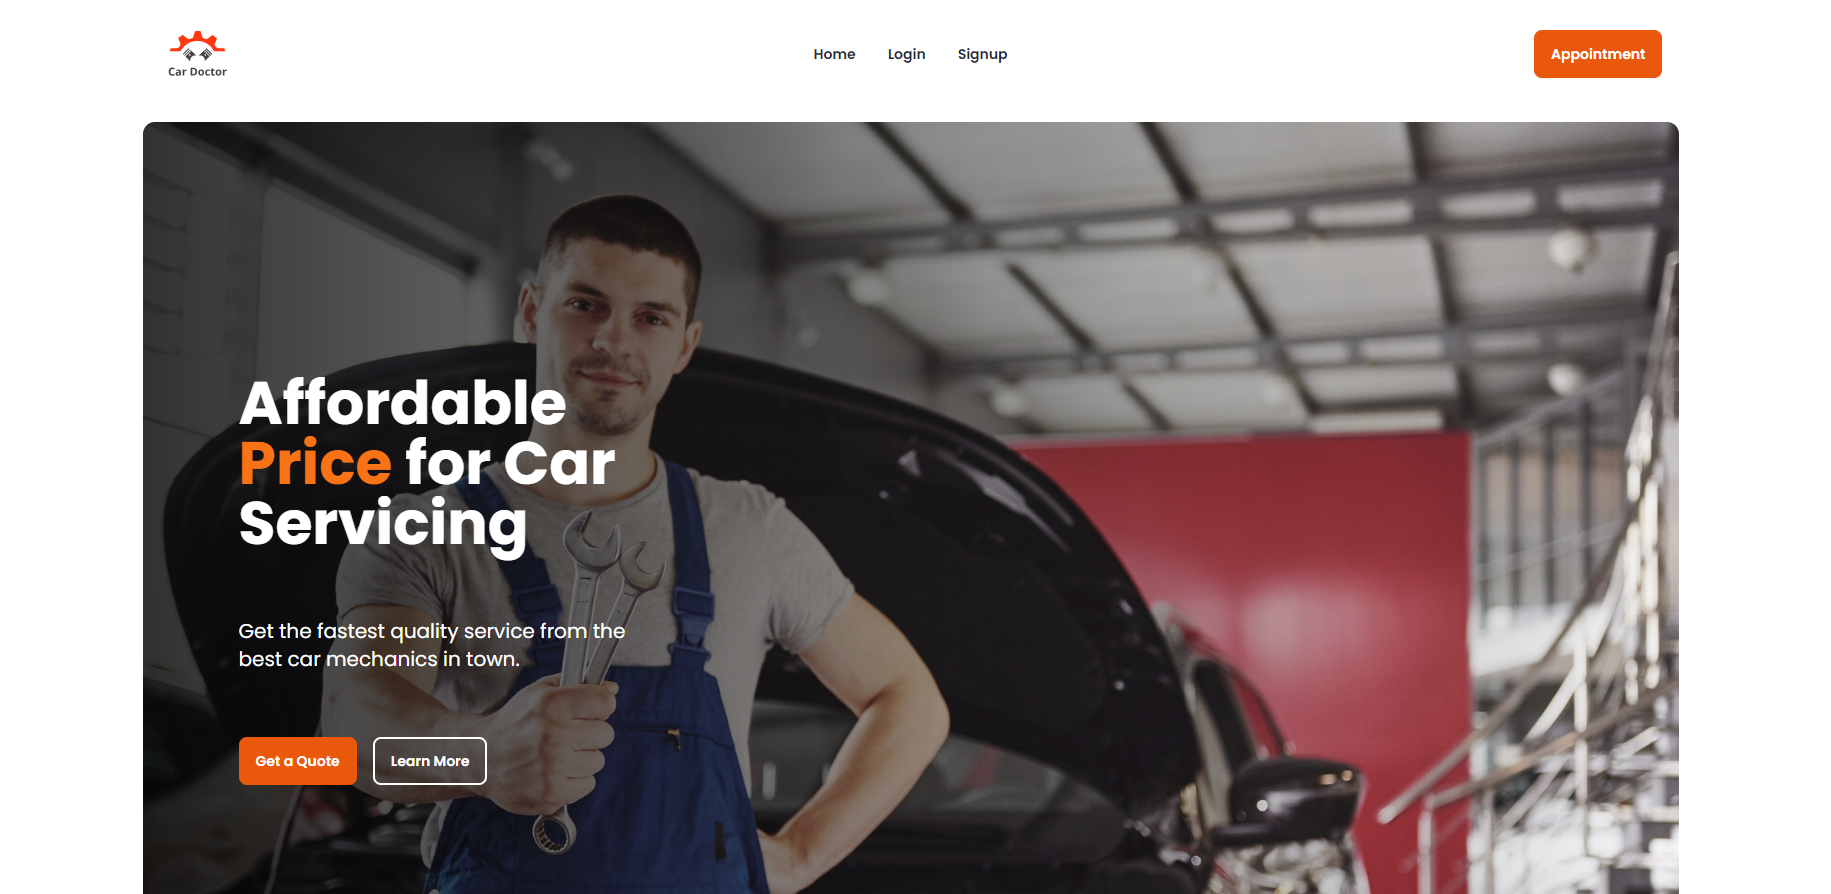 Car Doctor
Home
Login
Signup
Appointment
Affordable
Price for Car
Servicing
Get the fastest quality service from the
best car mechanics in town.
Get a Quote
Learn More